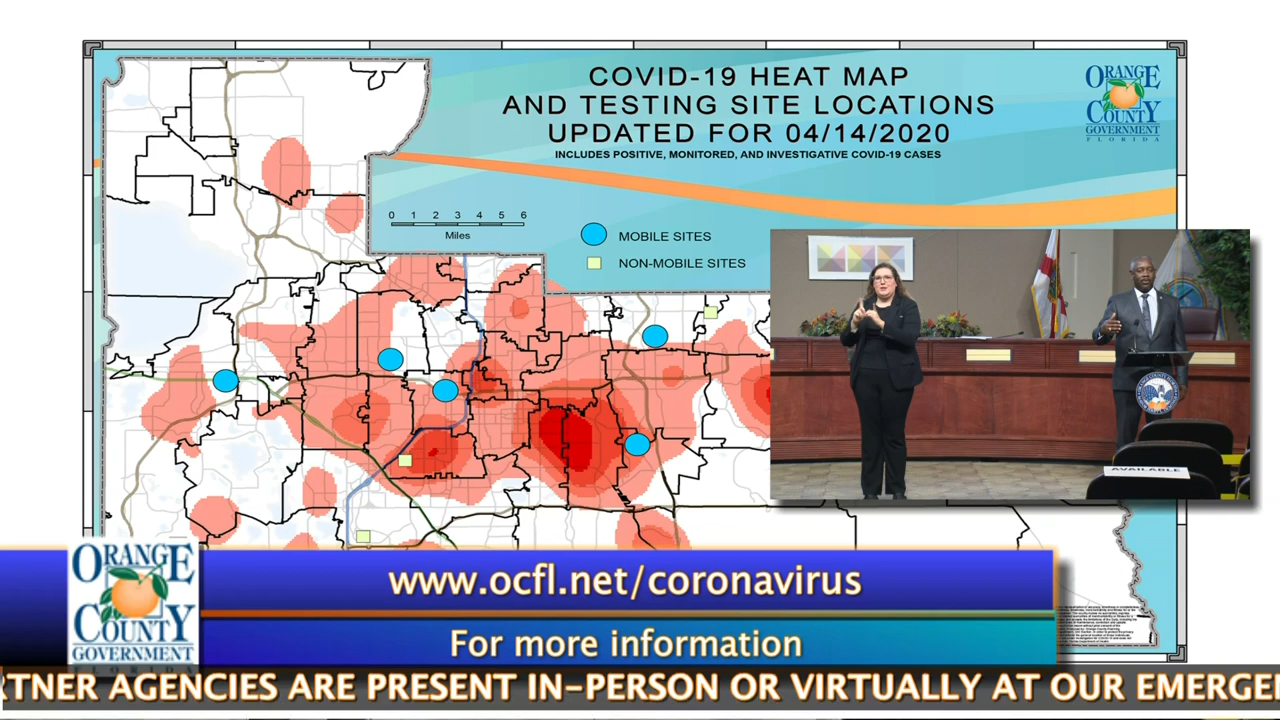 COVID-19 HEAT MAP
AND TESTING SITE LOCATIONS
UPDATED FOR 04/14/2020
INCLUDES POSITIVE, MONITORED, AND INVESTIGATIVE COVID-19 CASES
ORANGE
COUNTY
GOVERNMENT
FLORIDA
0 1 2 3 4 5 6
Miles
MOBILE SITES
NON-MOBILE SITES
AVAILABLE
ORANGE
COUNTY
GOVERNMENT
FLORIDA
www.ocfl.net/coronavirus
For more information
RTNER AGENCIES ARE PRESENT IN-PERSON OR VIRTUALLY AT OUR EMERGE